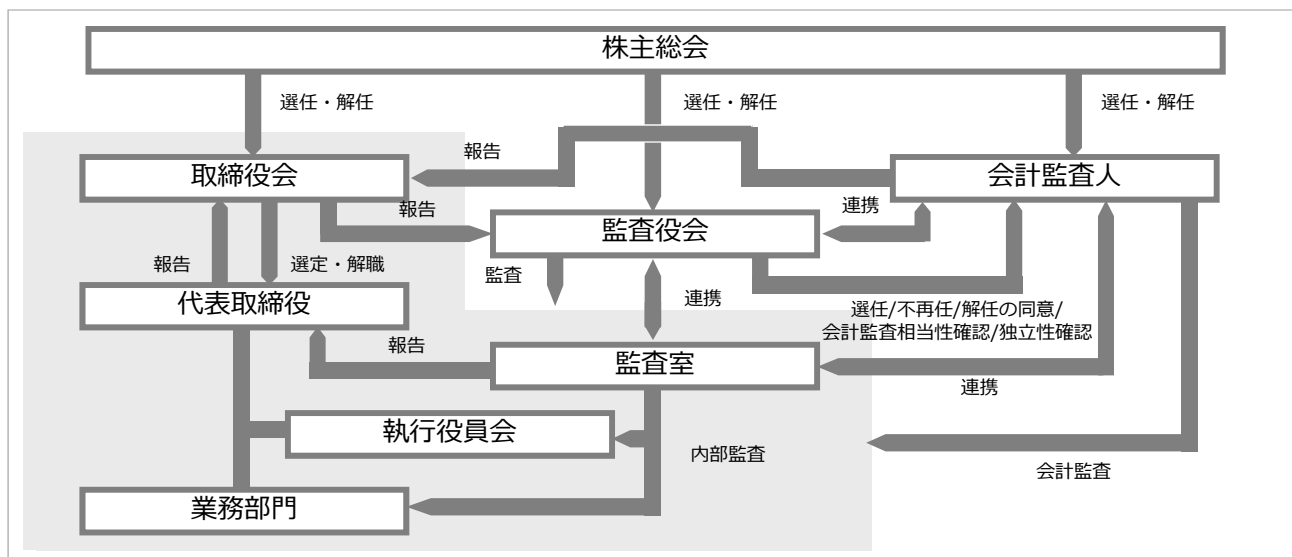 株主総会
選任・解任
選任・解任
選任・解任
報告
取締役会
会計監査人
報告
連携
監査役会
報告
選定・解職
監査
連携
代表取締役
選任/不再任/解任の同意/
会計監査相当性確認/独立性確認
報告
監査室
連携
執行役員会
内部監査
会計監査
業務部門